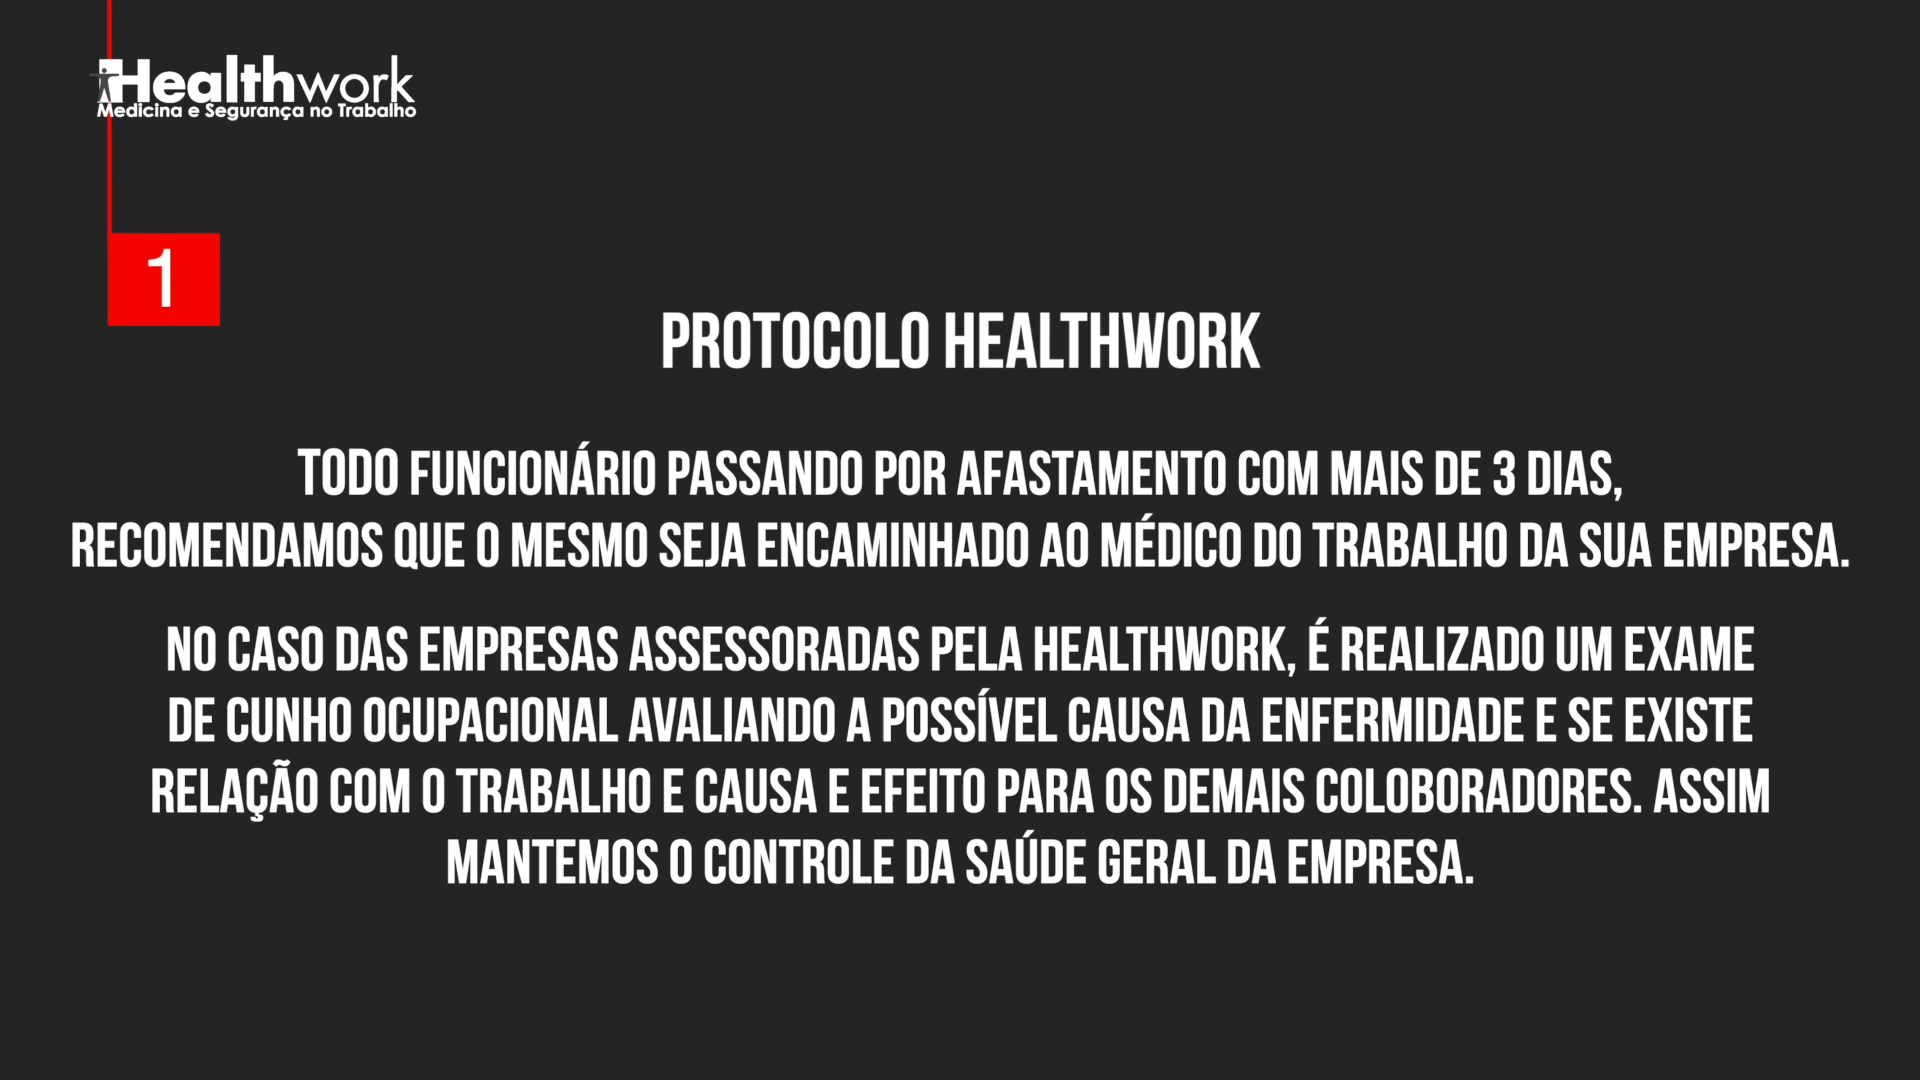 Healthwork
Medicina e Segurança no Trabalho
1
PROTOCOLO HEALTHWORK
TODO FUNCIONÁRIO PASSANDO POR AFASTAMENTO COM MAIS DE 3 DIAS,
RECOMENDAMOS QUE O MESMO SEJA ENCAMINHADO AO MÉDICO DO TRABALHO DA SUA EMPRESA.
NO CASO DAS EMPRESAS ASSESSORADAS PELA HEALTHWORK, É REALIZADO UM EXAME
DE CUNHO OCUPACIONAL AVALIANDO A POSSÍVEL CAUSA DA ENFERMIDADE E SE EXISTE
RELAÇÃO COM O TRABALHO E CAUSA E EFEITO PARA OS DEMAIS COLOBORADORES. ASSIM
MANTEMOS O CONTROLE DA SAÚDE GERAL DA EMPRESA.